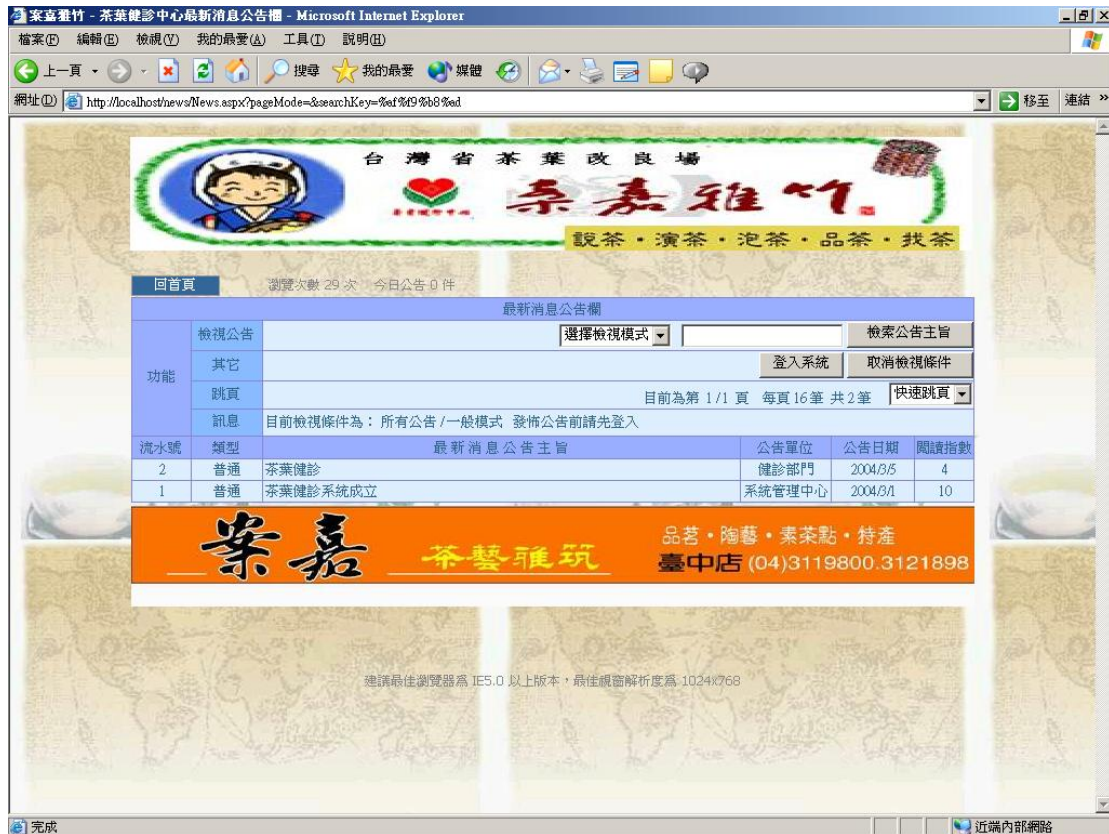 案嘉雅竹 - 茶葉健診中心最新消息公告欄 - Microsoft Internet Explorer
檔案(F) 編輯(E) 檢視(V) 我的最愛(A) 工具(T) 說明(H)
上一頁 搜尋 我的最愛 媒體
網址(D) http://localhost/news/News.aspx?pageMode=&searchKey=%ef%f9%b8%ed 移至 連結 »
台灣省茶葉改良場
案嘉雅竹
說茶・演茶・泡茶・品茶・找茶
回首頁 瀏覽次數 29 次 今日公告 0 件
最新消息公告欄
功能
檢視公告 選擇檢視模式 檢索公告主旨
其它 登入系統 取消檢視條件
跳頁 目前為第 1/1 頁 每頁16筆 共2筆 快速跳頁
訊息 目前檢視條件為： 所有公告 /一般模式 發佈公告前請先登入
流水號 類型 最新消息公告主旨 公告單位 公告日期 閱讀指數
2 普通 茶葉健診 健診部門 2004/3/5 4
1 普通 茶葉健診系統成立 系統管理中心 2004/3/1 10
案嘉 茶藝雅筑
品茗・陶藝・素茶點・特產
臺中店 (04)3119800.3121898
建議最佳瀏覽器為 IE5.0 以上版本，最佳視窗解析度為 1024x768
完成 近端內部網路